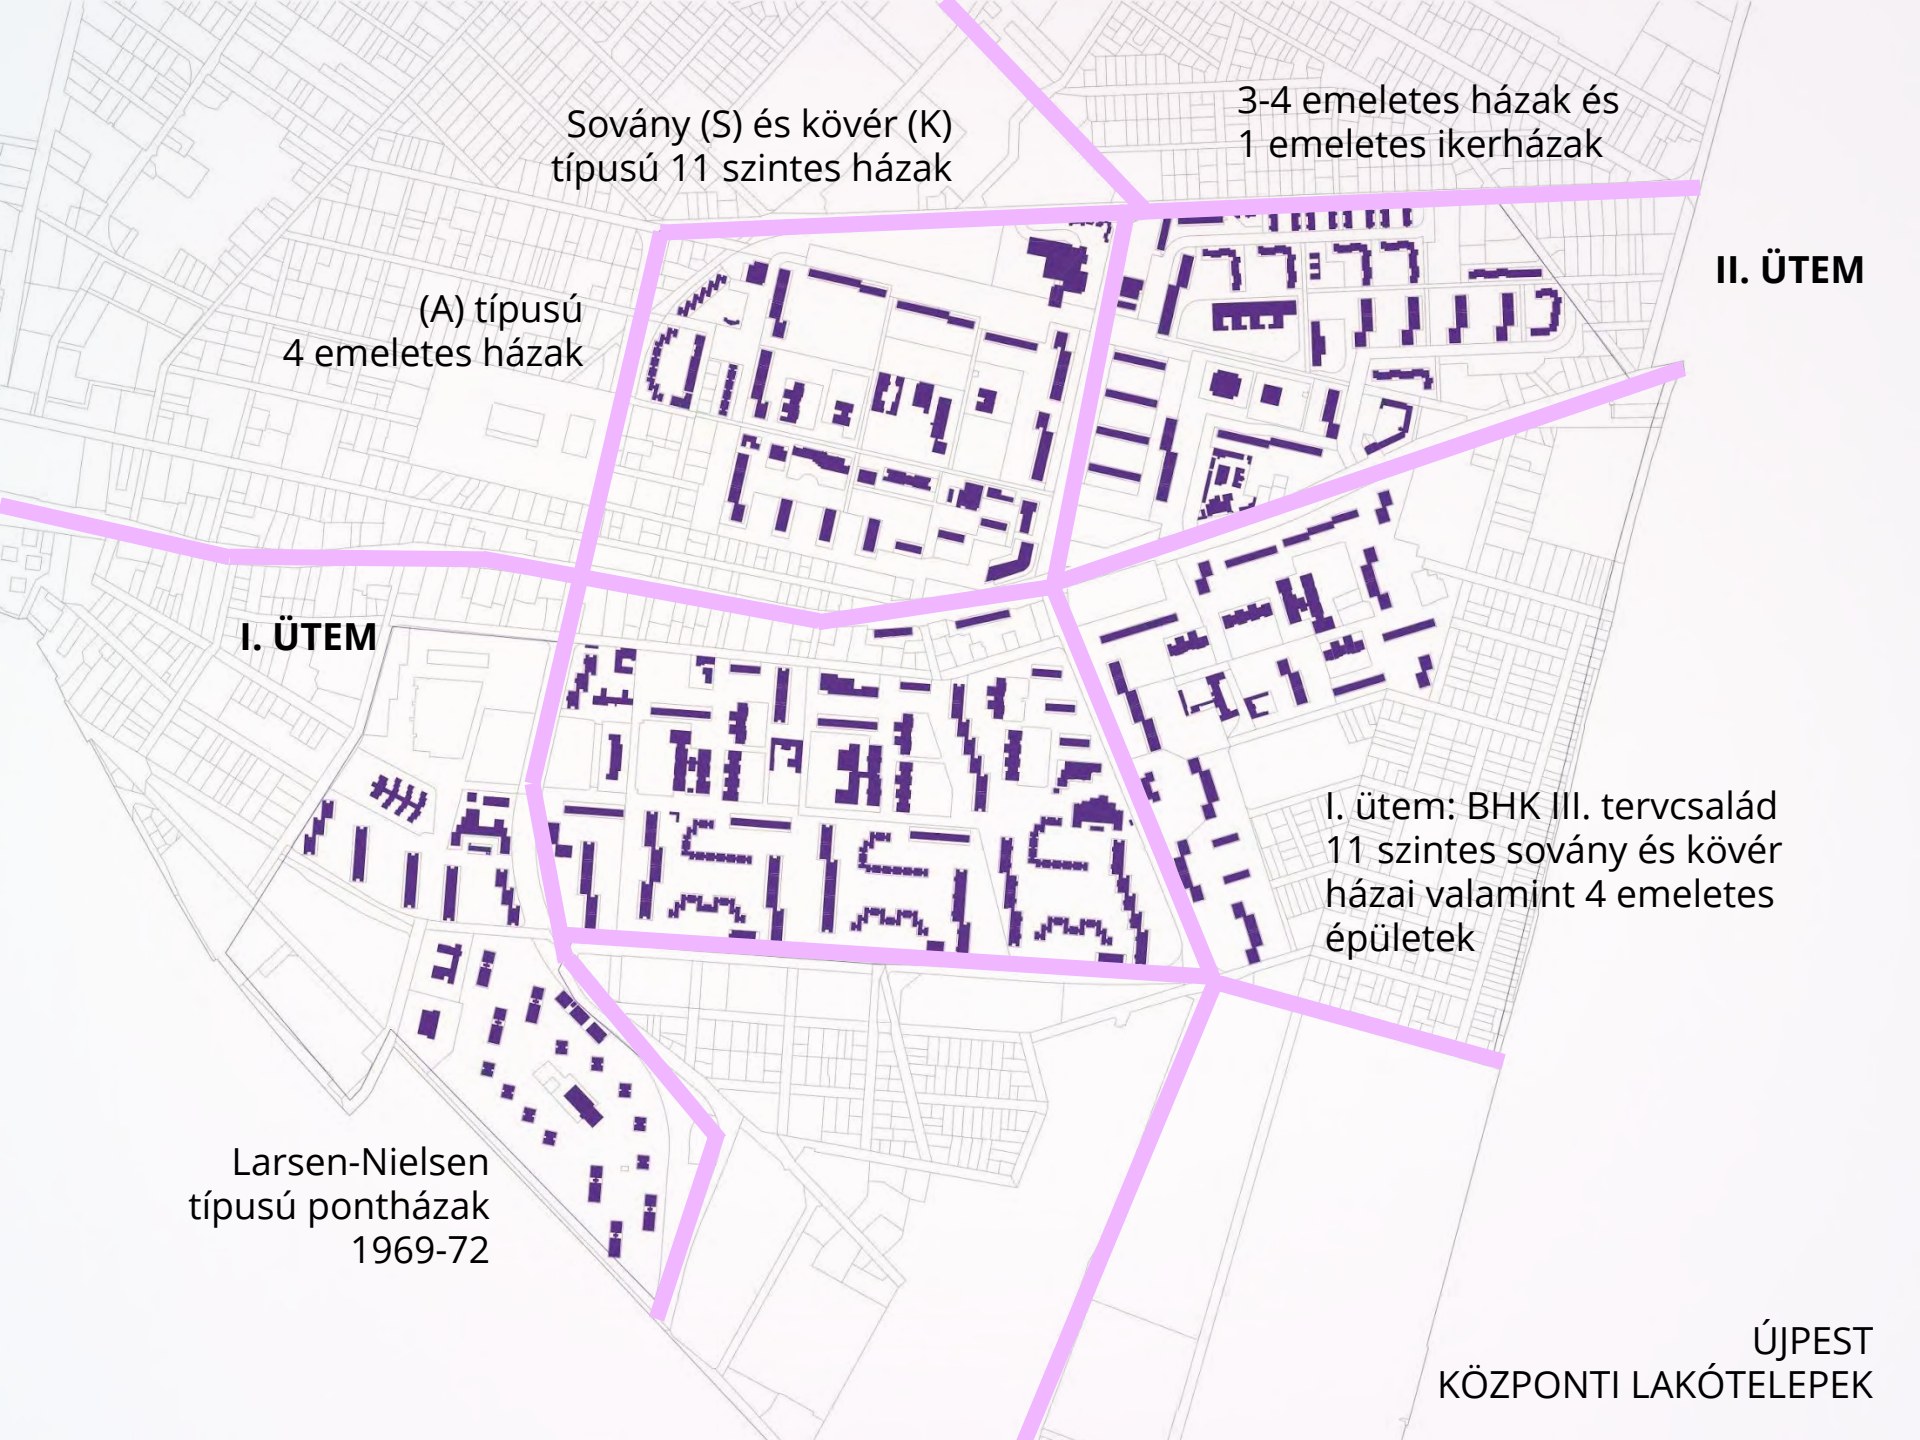 Sovány (S) és kövér (K)
típusú 11 szintes házak
3-4 emeletes házak és
1 emeletes ikerházak
II. ÜTEM
(A) típusú
4 emeletes házak
I. ÜTEM
I. ütem: BHK III. tervcsalád
11 szintes sovány és kövér
házai valamint 4 emeletes
épületek
Larsen-Nielsen
típusú pontházak
1969-72
ÚJPEST
KÖZPONTI LAKÓTELEPEK